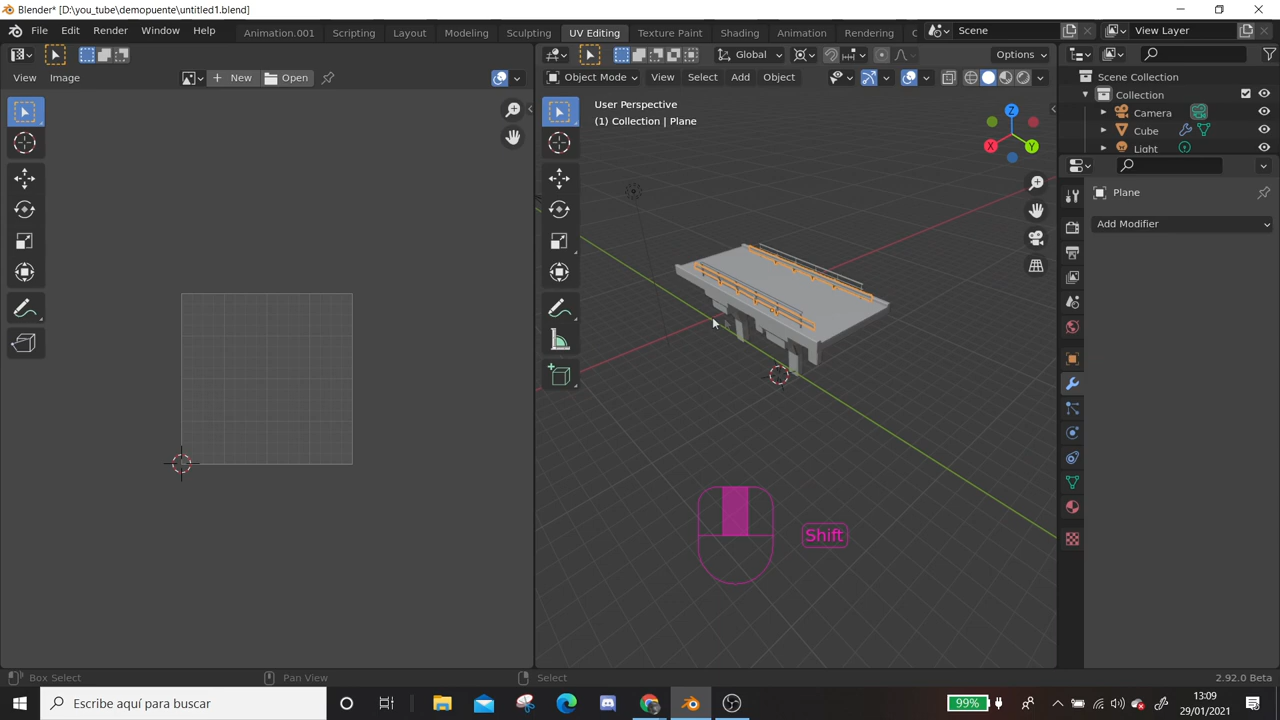 Blender* [D:\you_tube\demopuente\untitled1.blend]
File Edit Render Window Help
Animation.001 Scripting Layout Modeling Sculpting UV Editing Texture Paint Shading Animation Rendering C
Scene
View Layer
Global
Options
View Image
New
Open
Object Mode View Select Add Object
User Perspective
(1) Collection | Plane
Z
X
Y
Scene Collection
Collection
Camera
Cube
Light
Plane
Add Modifier
Shift
Box Select
Pan View
Select
2.92.0 Beta
Escribe aquí para buscar
99%
13:09
29/01/2021